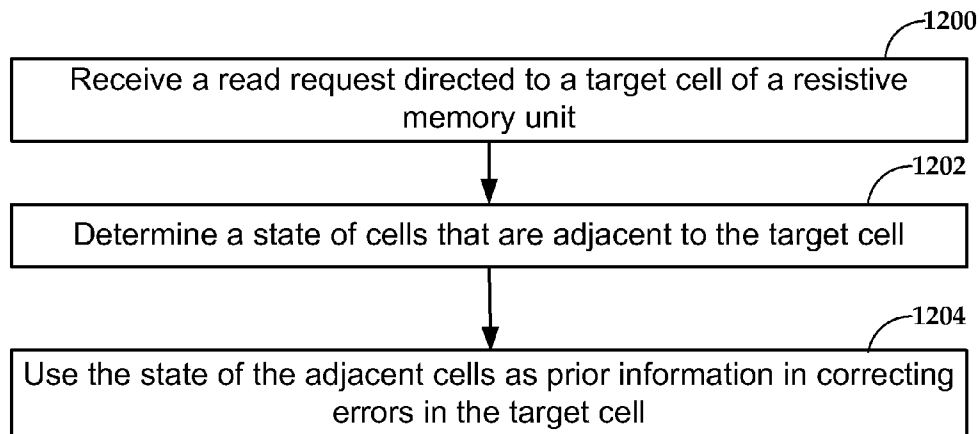 1200
Receive a read request directed to a target cell of a resistive
memory unit
1202
Determine a state of cells that are adjacent to the target cell
1204
Use the state of the adjacent cells as prior information in correcting
errors in the target cell